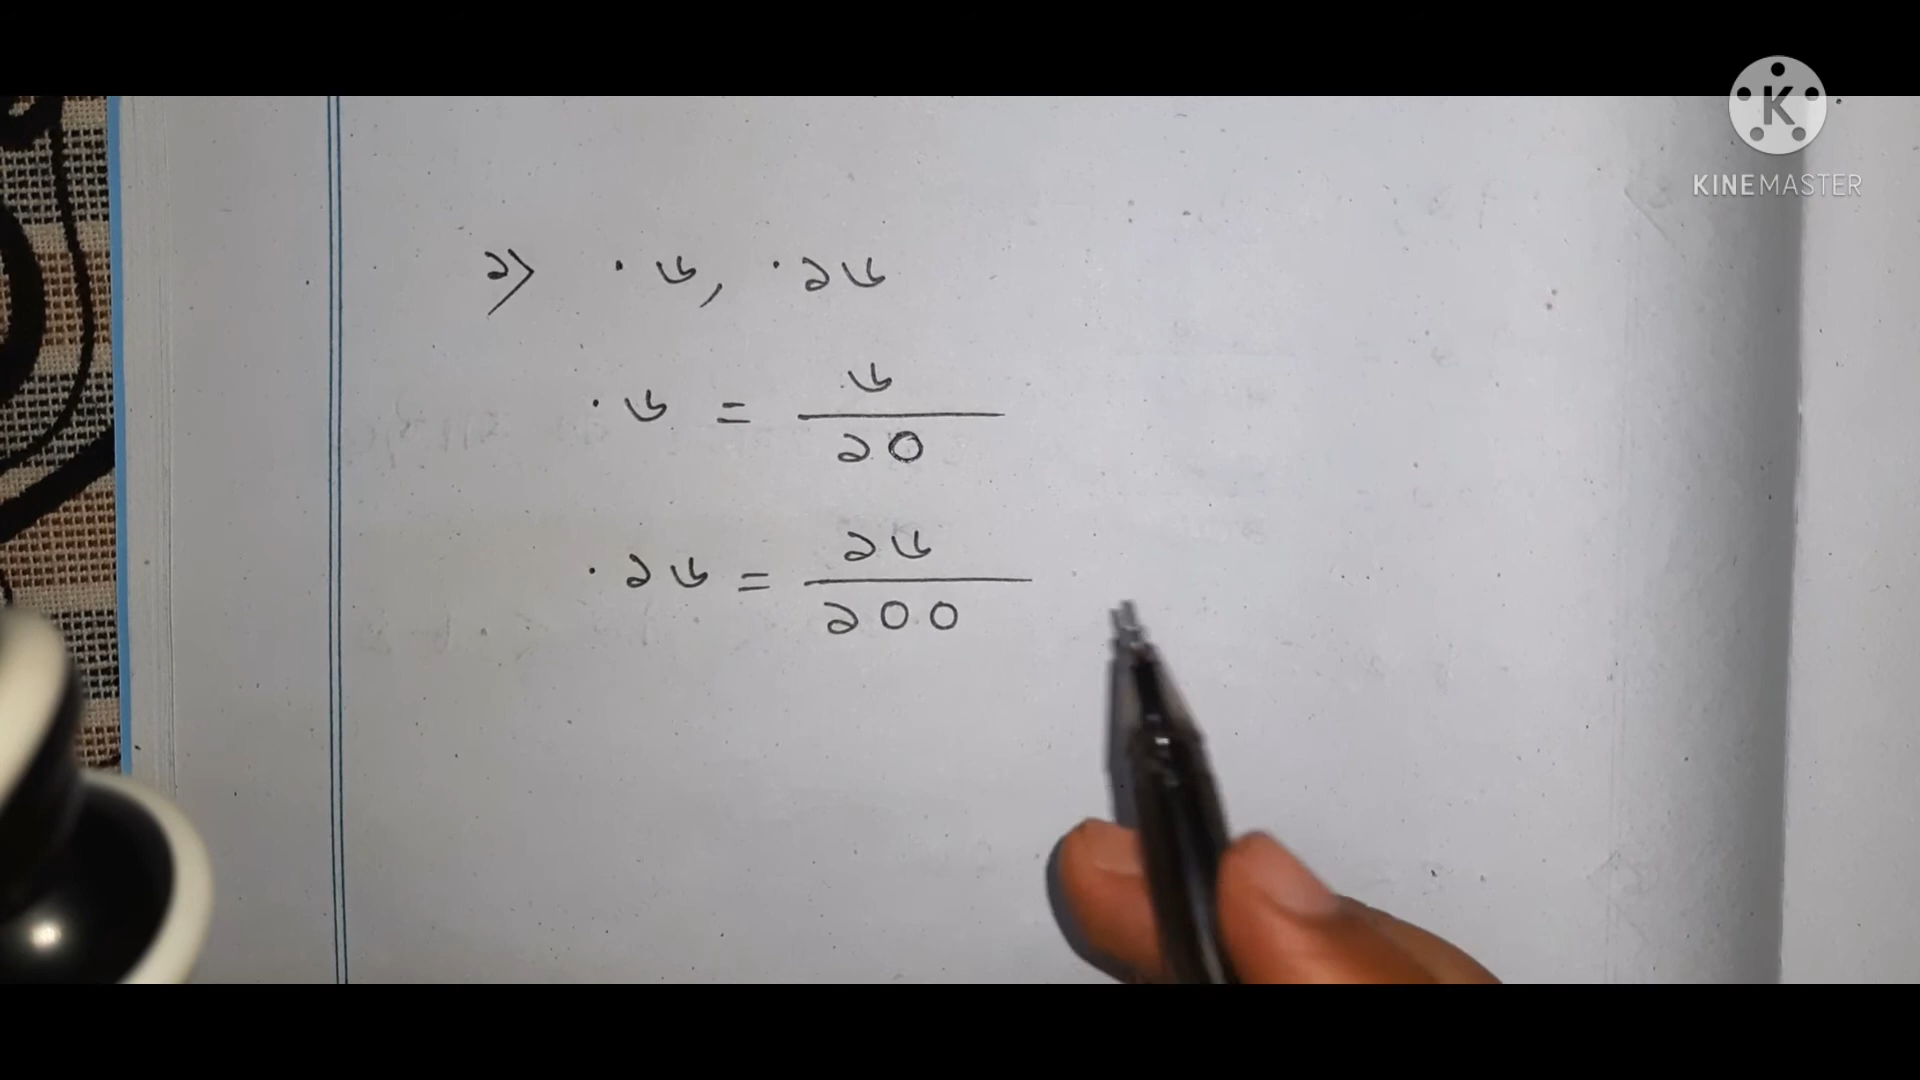 ১) ·৬, ·১৬
·৬ = ৬
১০
·১৬ = ১৬
১০০
K
KINEMASTER